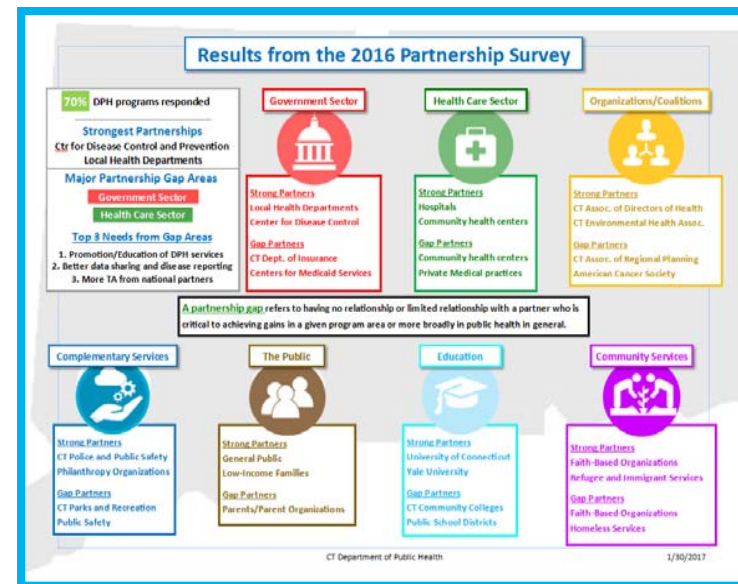 Results from the 2016 Partnership Survey
70% DPH programs responded
Strongest Partnerships
Ctr for Disease Control and Prevention
Local Health Departments
Major Partnership Gap Areas
Government Sector
Health Care Sector
Top 3 Needs from Gap Areas
1. Promotion/Education of DPH services
2. Better data sharing and disease reporting
3. More TA from national partners
Government Sector
Strong Partners
Local Health Departments
Center for Disease Control
Gap Partners
CT Dept. of Insurance
Centers for Medicaid Services
Health Care Sector
Strong Partners
Hospitals
Community health centers
Gap Partners
Community health centers
Private Medical practices
Organizations/Coalitions
Strong Partners
CT Assoc. of Directors of Health
CT Environmental Health Assoc.
Gap Partners
CT Assoc. of Regional Planning
American Cancer Society
A partnership gap refers to having no relationship or limited relationship with a partner who is
critical to achieving gains in a given program area or more broadly in public health in general.
Complementary Services
Strong Partners
CT Police and Public Safety
Philanthropy Organizations
Gap Partners
CT Parks and Recreation
Public Safety
The Public
Strong Partners
General Public
Low-Income Families
Gap Partners
Parents/Parent Organizations
Education
Strong Partners
University of Connecticut
Yale University
Gap Partners
CT Community Colleges
Public School Districts
Community Services
Strong Partners
Faith-Based Organizations
Refugee and Immigrant Services
Gap Partners
Faith-Based Organizations
Homeless Services
CT Department of Public Health
1/30/2017